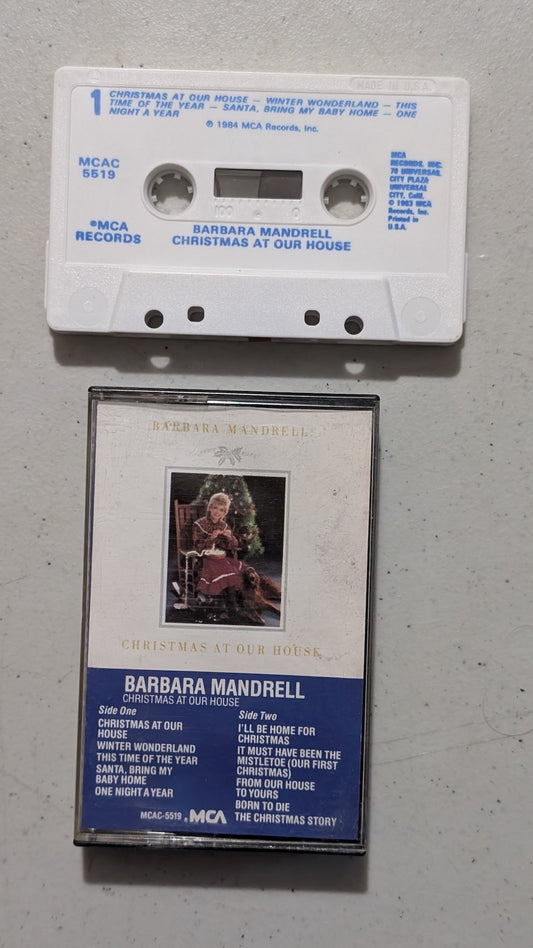 MADE IN U.S.A.
1
CHRISTMAS AT OUR HOUSE — WINTER WONDERLAND — THIS
TIME OF THE YEAR — SANTA, BRING MY BABY HOME — ONE
NIGHT A YEAR
℗ 1984 MCA Records, Inc.
MCAC
5519
MCA
RECORDS, INC.
70 UNIVERSAL
CITY PLAZA
UNIVERSAL
CITY, Calif.
© 1983 MCA
Records, Inc.
Printed in
U.S.A.
100 0
MCA
RECORDS
BARBARA MANDRELL
CHRISTMAS AT OUR HOUSE
BARBARA MANDRELL
CHRISTMAS AT OUR HOUSE
BARBARA MANDRELL
CHRISTMAS AT OUR HOUSE
Side One
CHRISTMAS AT OUR
HOUSE
WINTER WONDERLAND
THIS TIME OF THE YEAR
SANTA, BRING MY
BABY HOME
ONE NIGHT A YEAR
Side Two
I'LL BE HOME FOR
CHRISTMAS
IT MUST HAVE BEEN THE
MISTLETOE (OUR FIRST
CHRISTMAS)
FROM OUR HOUSE
TO YOURS
BORN TO DIE
THE CHRISTMAS STORY
MCAC-5519 MCA